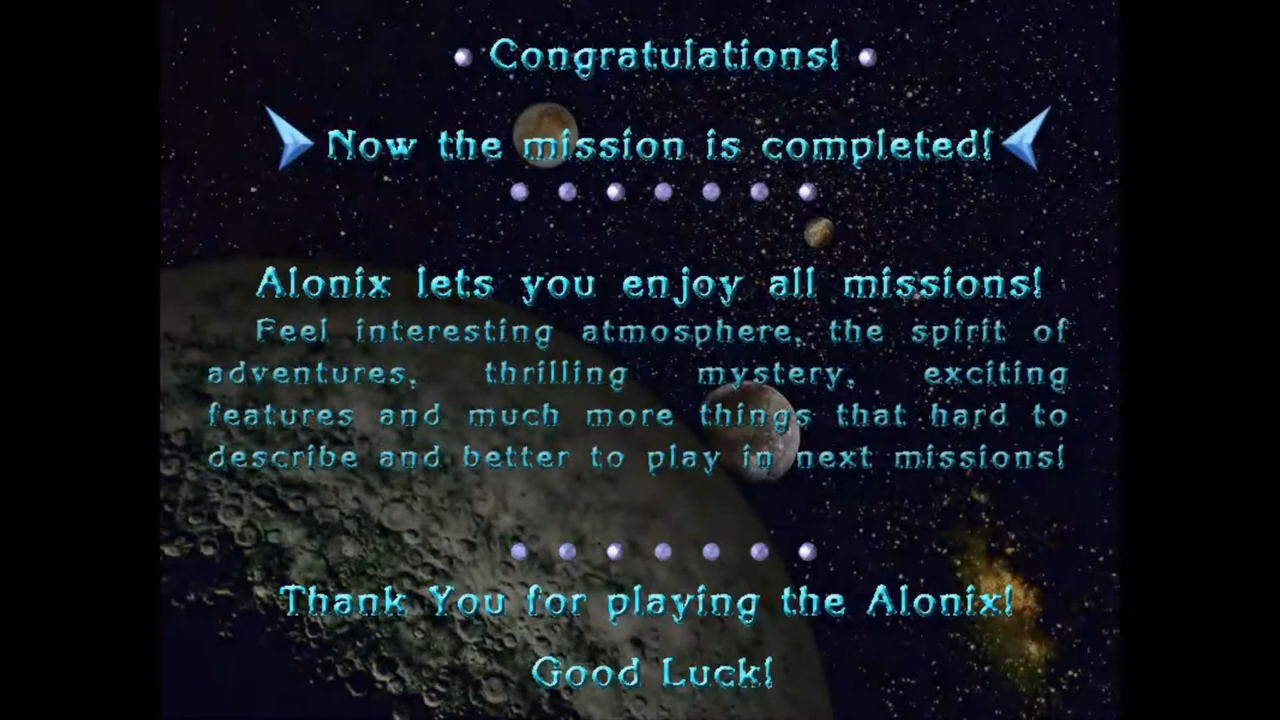 Congratulations!
Now the mission is completed!
Alonix lets you enjoy all missions!
Feel interesting atmosphere, the spirit of
adventures, thrilling mystery, exciting
features and much more things that hard to
describe and better to play in next missions!
Thank You for playing the Alonix!
Good Luck!